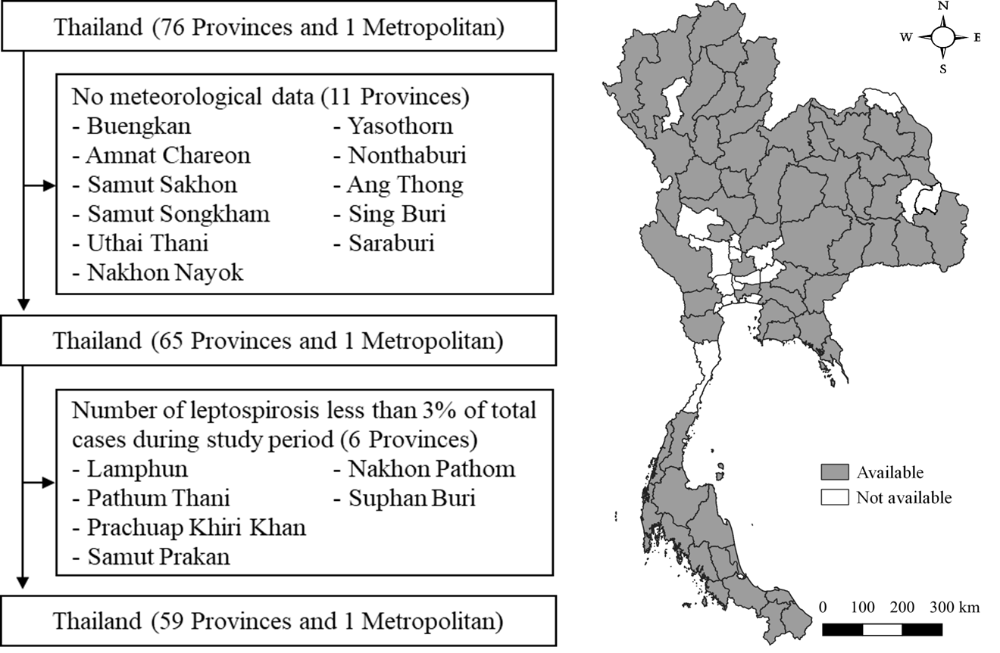 Thailand (76 Provinces and 1 Metropolitan)
No meteorological data (11 Provinces)
- Buengkan
- Amnat Chareon
- Samut Sakhon
- Samut Songkham
- Uthai Thani
- Nakhon Nayok
- Yasothorn
- Nonthaburi
- Ang Thong
- Sing Buri
- Saraburi
Thailand (65 Provinces and 1 Metropolitan)
Number of leptospirosis less than 3% of total
cases during study period (6 Provinces)
- Lamphun
- Pathum Thani
- Prachuap Khiri Khan
- Samut Prakan
- Nakhon Pathom
- Suphan Buri
Thailand (59 Provinces and 1 Metropolitan)
N
W E
S
Available
Not available
0 100 200 300 km